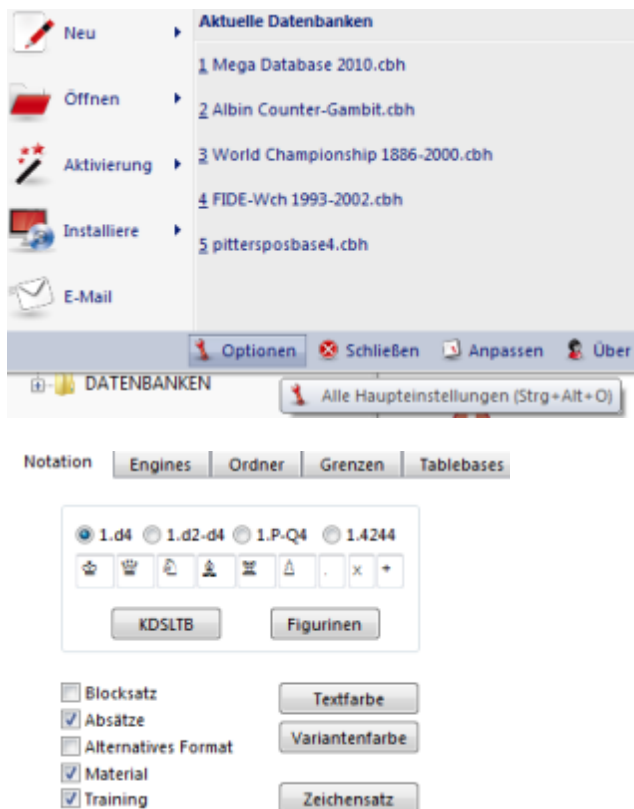 Neu
Öffnen
Aktivierung
Installiere
E-Mail
Aktuelle Datenbanken
1 Mega Database 2010.cbh
2 Albin Counter-Gambit.cbh
3 World Championship 1886-2000.cbh
4 FIDE-Wch 1993-2002.cbh
5 pittersposbase4.cbh
Optionen Schließen Anpassen Über
DATENBANKEN
Alle Haupteinstellungen (Strg+Alt+O)
Notation Engines Ordner Grenzen Tablebases
1.d4 1.d2-d4 1.P-Q4 1.4244
♔ ♕ ♘ ♗ ♖ ♙ . x +
KDSLTB Figurinen
Blocksatz
Absätze
Alternatives Format
Material
Training
Textfarbe
Variantenfarbe
Zeichensatz